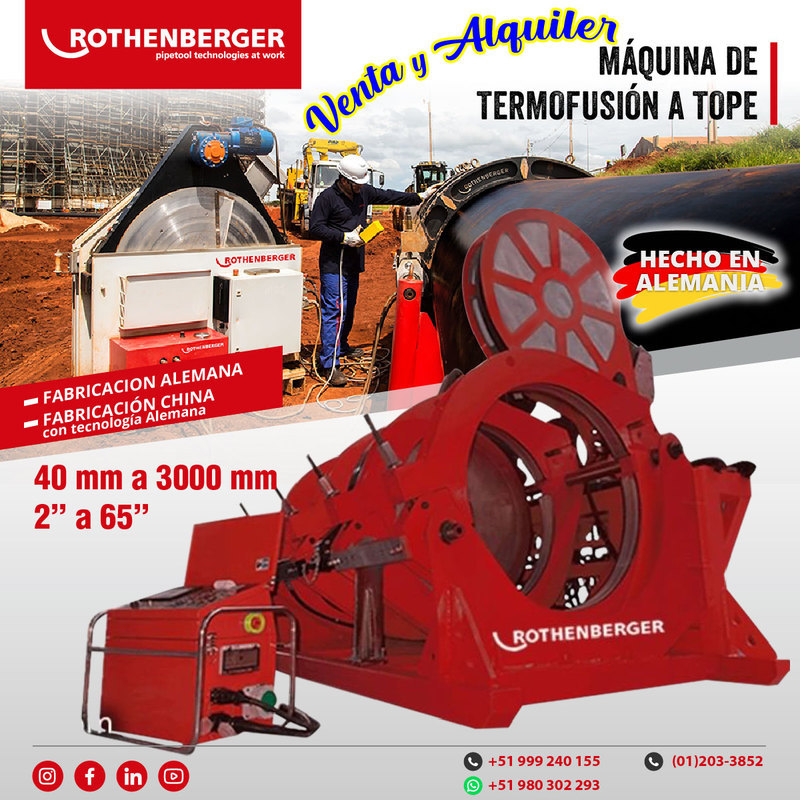 ROTHENBERGER
pipetool technologies at work
Venta y Alquiler
MÁQUINA DE
TERMOFUSIÓN A TOPE
ROTHENBERGER
ROTHENBERGER
ROTHENBERGER
HECHO EN
ALEMANIA
FABRICACION ALEMANA
FABRICACIÓN CHINA
con tecnología Alemana
40 mm a 3000 mm
2” a 65”
ROTHENBERGER
+51 999 240 155
(01)203-3852
+51 980 302 293